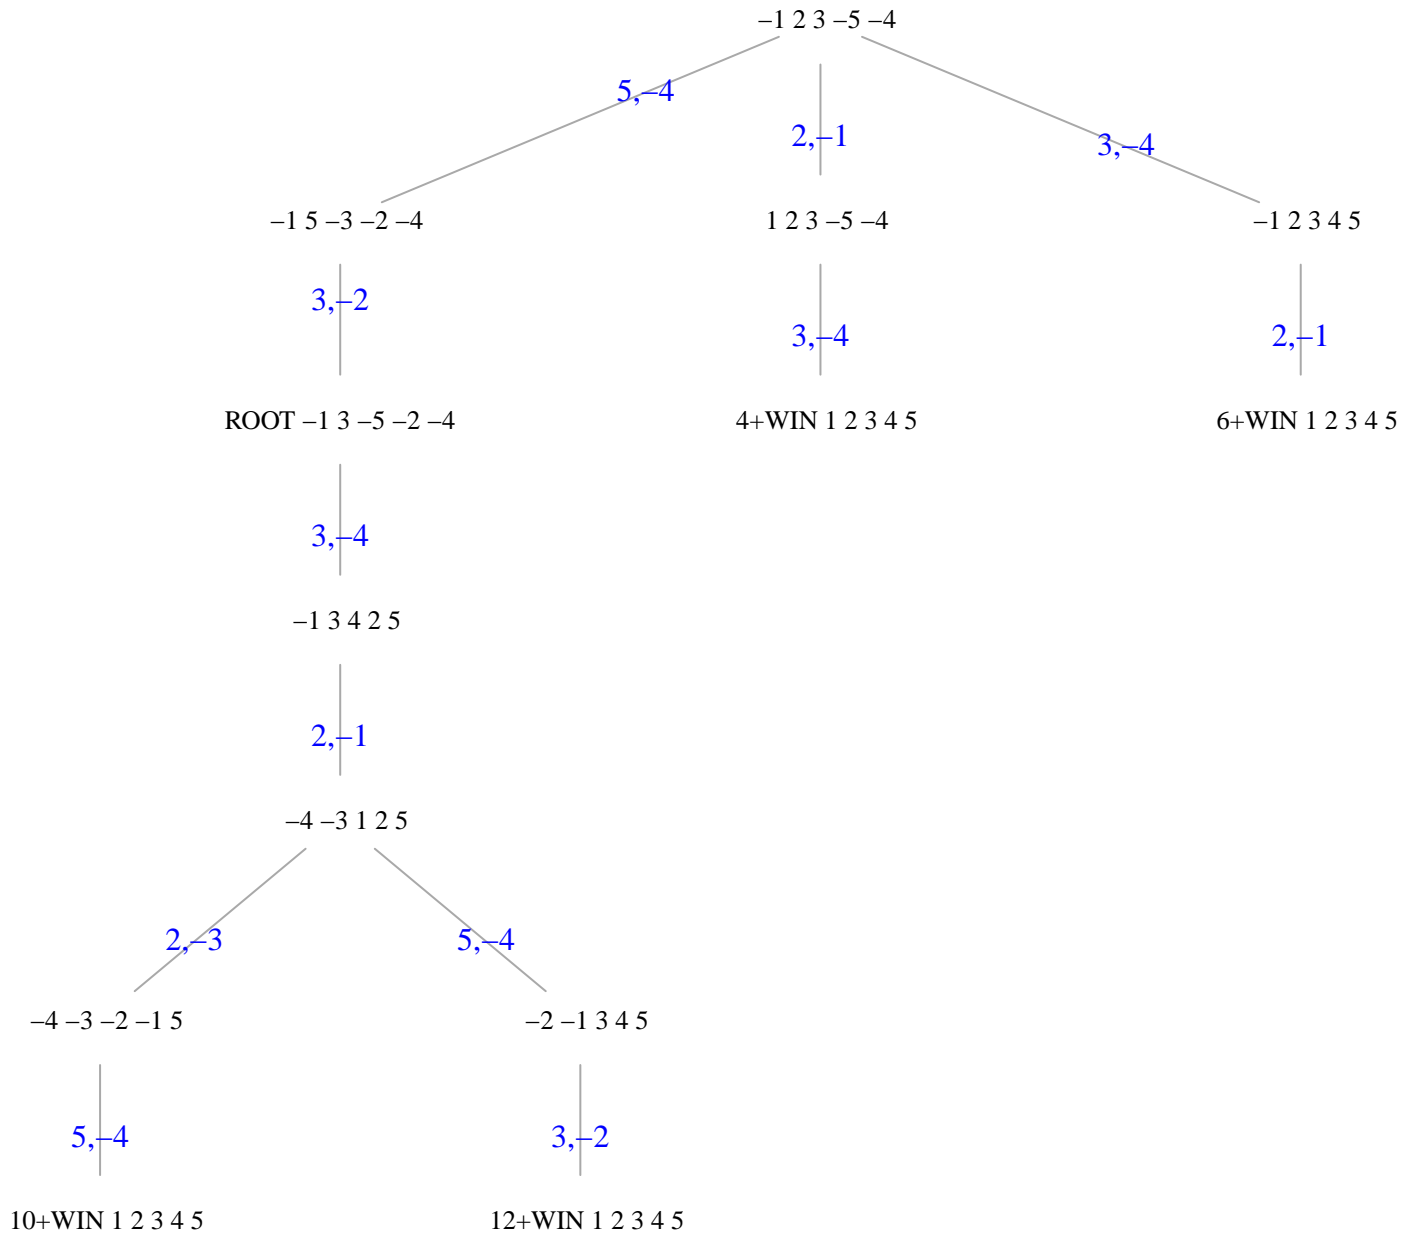 –1 2 3 –5 –4
5,–4
2,–1
3,–4
–1 5 –3 –2 –4
1 2 3 –5 –4
–1 2 3 4 5
3,–2
3,–4
2,–1
ROOT –1 3 –5 –2 –4
4+WIN 1 2 3 4 5
6+WIN 1 2 3 4 5
3,–4
–1 3 4 2 5
2,–1
–4 –3 1 2 5
2,–3
5,–4
–4 –3 –2 –1 5
–2 –1 3 4 5
5,–4
3,–2
10+WIN 1 2 3 4 5
12+WIN 1 2 3 4 5